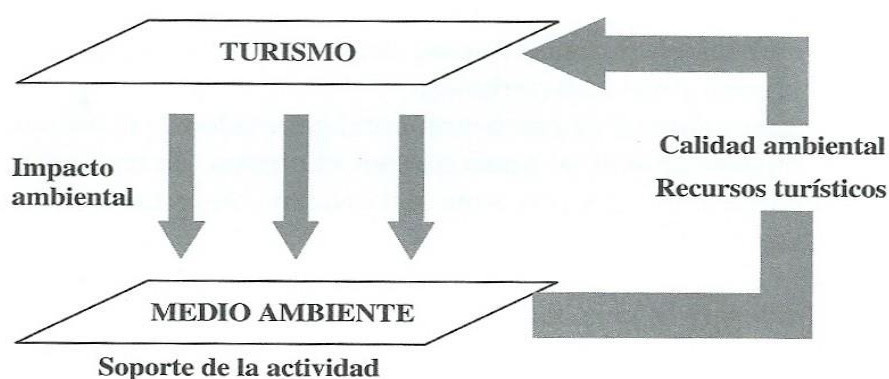 TURISMO
Impacto
ambiental
Calidad ambiental
Recursos turísticos
MEDIO AMBIENTE
Soporte de la actividad